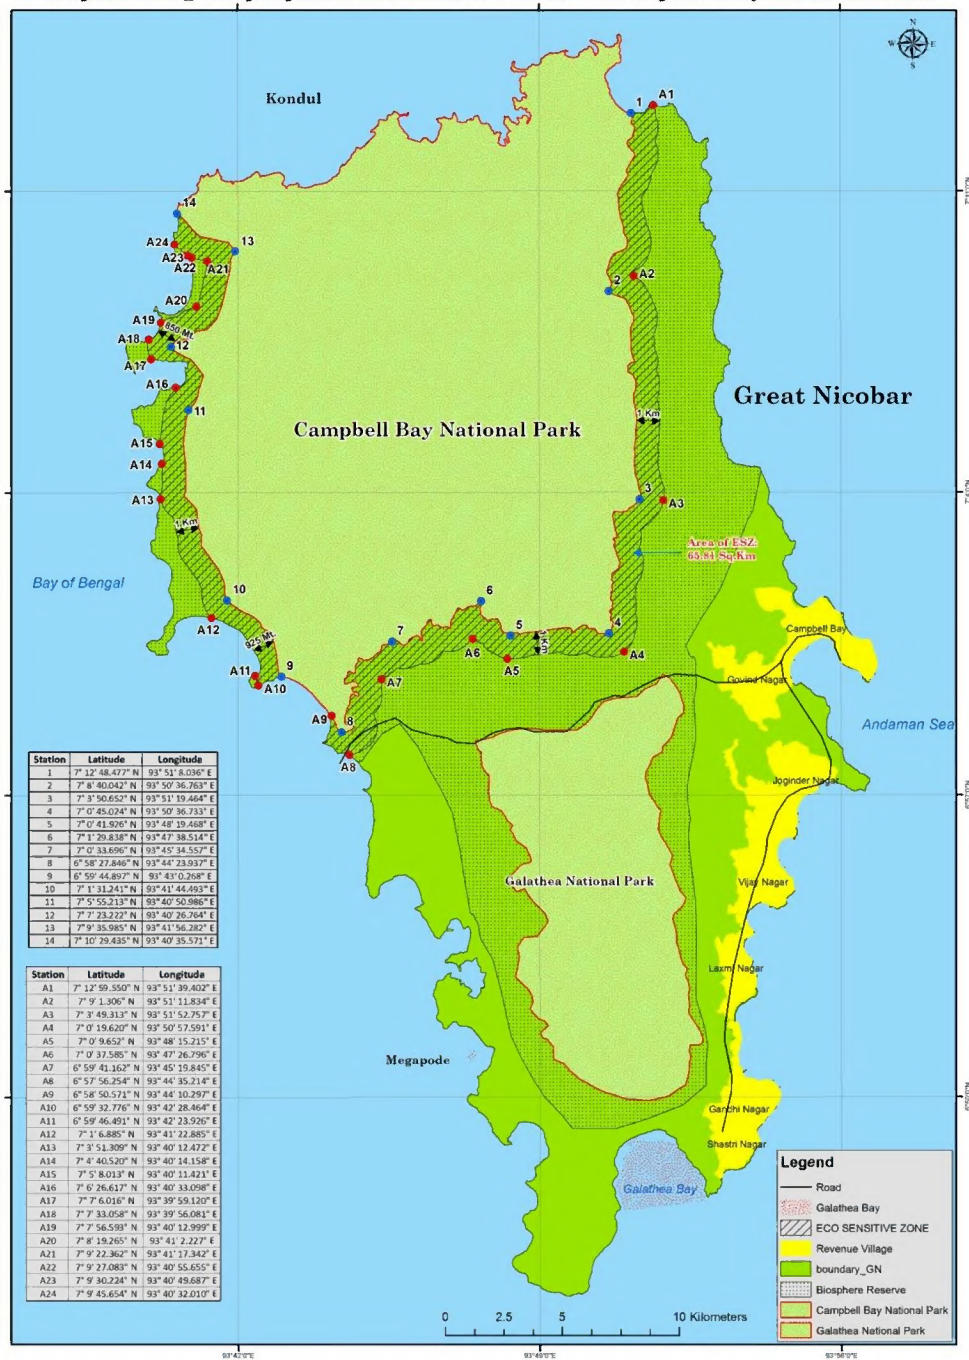 N
W E
S
Kondul
1
A1
14
A24
13
A23
A22
A21
A2
2
A20
A19
850 Mt.
A18
12
A17
A16
Great Nicobar
11
1 Km
Campbell Bay National Park
A15
A14
A13
3
A3
1 Km
Area of ESZ:
65.81 Sq.Km
Bay of Bengal
10
6
A12
7
5
4
Campbell Bay
925 Mt.
A6
1 Km
A11
9
A5
A4
A10
A7
Govind Nagar
A9
8
Andaman Sea
A8
Joginder Nagar
Station Latitude Longitude
1 7° 12' 48.477" N 93° 51' 8.036" E
2 7° 8' 40.042" N 93° 50' 36.763" E
3 7° 3' 50.652" N 93° 51' 19.464" E
4 7° 0' 45.024" N 93° 50' 36.733" E
5 7° 0' 41.926" N 93° 48' 19.468" E
6 7° 1' 29.838" N 93° 47' 38.514" E
7 7° 0' 33.696" N 93° 45' 34.557" E
8 6° 58' 27.846" N 93° 44' 23.937" E
9 6° 59' 44.897" N 93° 43' 0.268" E
10 7° 1' 31.241" N 93° 41' 44.493" E
11 7° 5' 55.213" N 93° 40' 50.986" E
12 7° 7' 23.222" N 93° 40' 26.764" E
13 7° 9' 35.985" N 93° 41' 56.282" E
14 7° 10' 29.435" N 93° 40' 35.571" E
Galathea National Park
Vijay Nagar
Laxmi Nagar
Station Latitude Longitude
A1 7° 12' 59.550" N 93° 51' 39.402" E
A2 7° 9' 1.306" N 93° 51' 11.834" E
A3 7° 3' 49.313" N 93° 51' 52.757" E
A4 7° 0' 19.620" N 93° 50' 57.591" E
A5 7° 0' 9.652" N 93° 48' 15.215" E
A6 7° 0' 37.585" N 93° 47' 26.796" E
A7 6° 59' 41.162" N 93° 45' 19.845" E
A8 6° 57' 56.254" N 93° 44' 35.214" E
A9 6° 58' 50.571" N 93° 44' 10.297" E
A10 6° 59' 32.776" N 93° 42' 28.464" E
A11 6° 59' 46.491" N 93° 42' 23.926" E
A12 7° 1' 6.885" N 93° 41' 22.885" E
A13 7° 3' 51.309" N 93° 40' 12.472" E
A14 7° 4' 40.520" N 93° 40' 14.158" E
A15 7° 5' 8.013" N 93° 40' 11.421" E
A16 7° 6' 26.617" N 93° 40' 33.098" E
A17 7° 7' 6.016" N 93° 39' 59.120" E
A18 7° 7' 33.058" N 93° 39' 56.081" E
A19 7° 7' 56.593" N 93° 40' 12.999" E
A20 7° 8' 19.265" N 93° 41' 2.227" E
A21 7° 9' 22.362" N 93° 41' 17.342" E
A22 7° 9' 27.083" N 93° 40' 55.655" E
A23 7° 9' 30.224" N 93° 40' 49.687" E
A24 7° 9' 45.654" N 93° 40' 32.010" E
Megapode
Gandhi Nagar
Shastri Nagar
Galathea Bay
Legend
Road
Galathea Bay
ECO SENSITIVE ZONE
Revenue Village
boundary_GN
Biosphere Reserve
Campbell Bay National Park
Galathea National Park
0 2.5 5 10 Kilometers
93°42'0"E 93°49'0"E 93°56'0"E